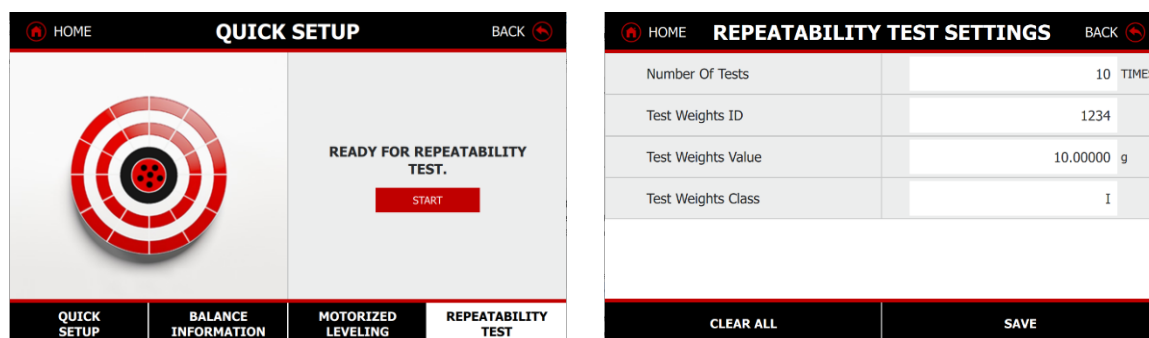 HOME QUICK SETUP BACK
READY FOR REPEATABILITY
TEST.
START
QUICK
SETUP
BALANCE
INFORMATION
MOTORIZED
LEVELING
REPEATABILITY
TEST
HOME REPEATABILITY TEST SETTINGS BACK
Number Of Tests 10 TIMES
Test Weights ID 1234
Test Weights Value 10.00000 g
Test Weights Class I
CLEAR ALL SAVE